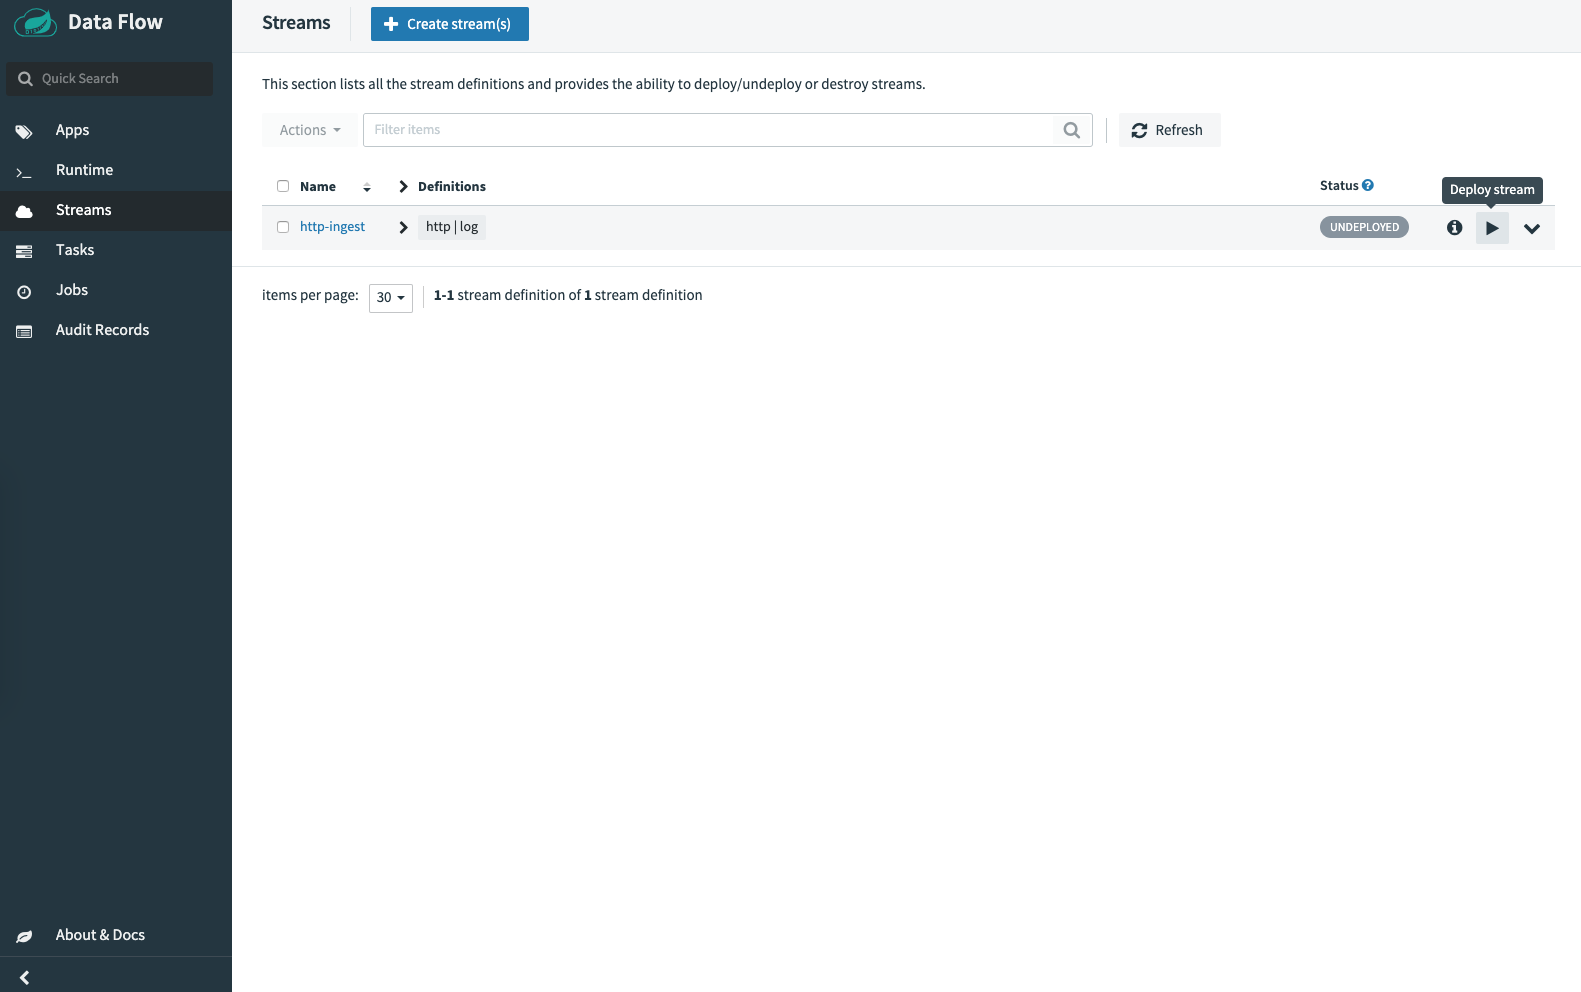 Data Flow
Quick Search
Apps
Runtime
Streams
Tasks
Jobs
Audit Records
About & Docs
Streams
Create stream(s)
This section lists all the stream definitions and provides the ability to deploy/undeploy or destroy streams.
Actions
Filter items
Refresh
Name
Definitions
Status
Deploy stream
http-ingest
http | log
UNDEPLOYED
items per page:
30
1-1 stream definition of 1 stream definition